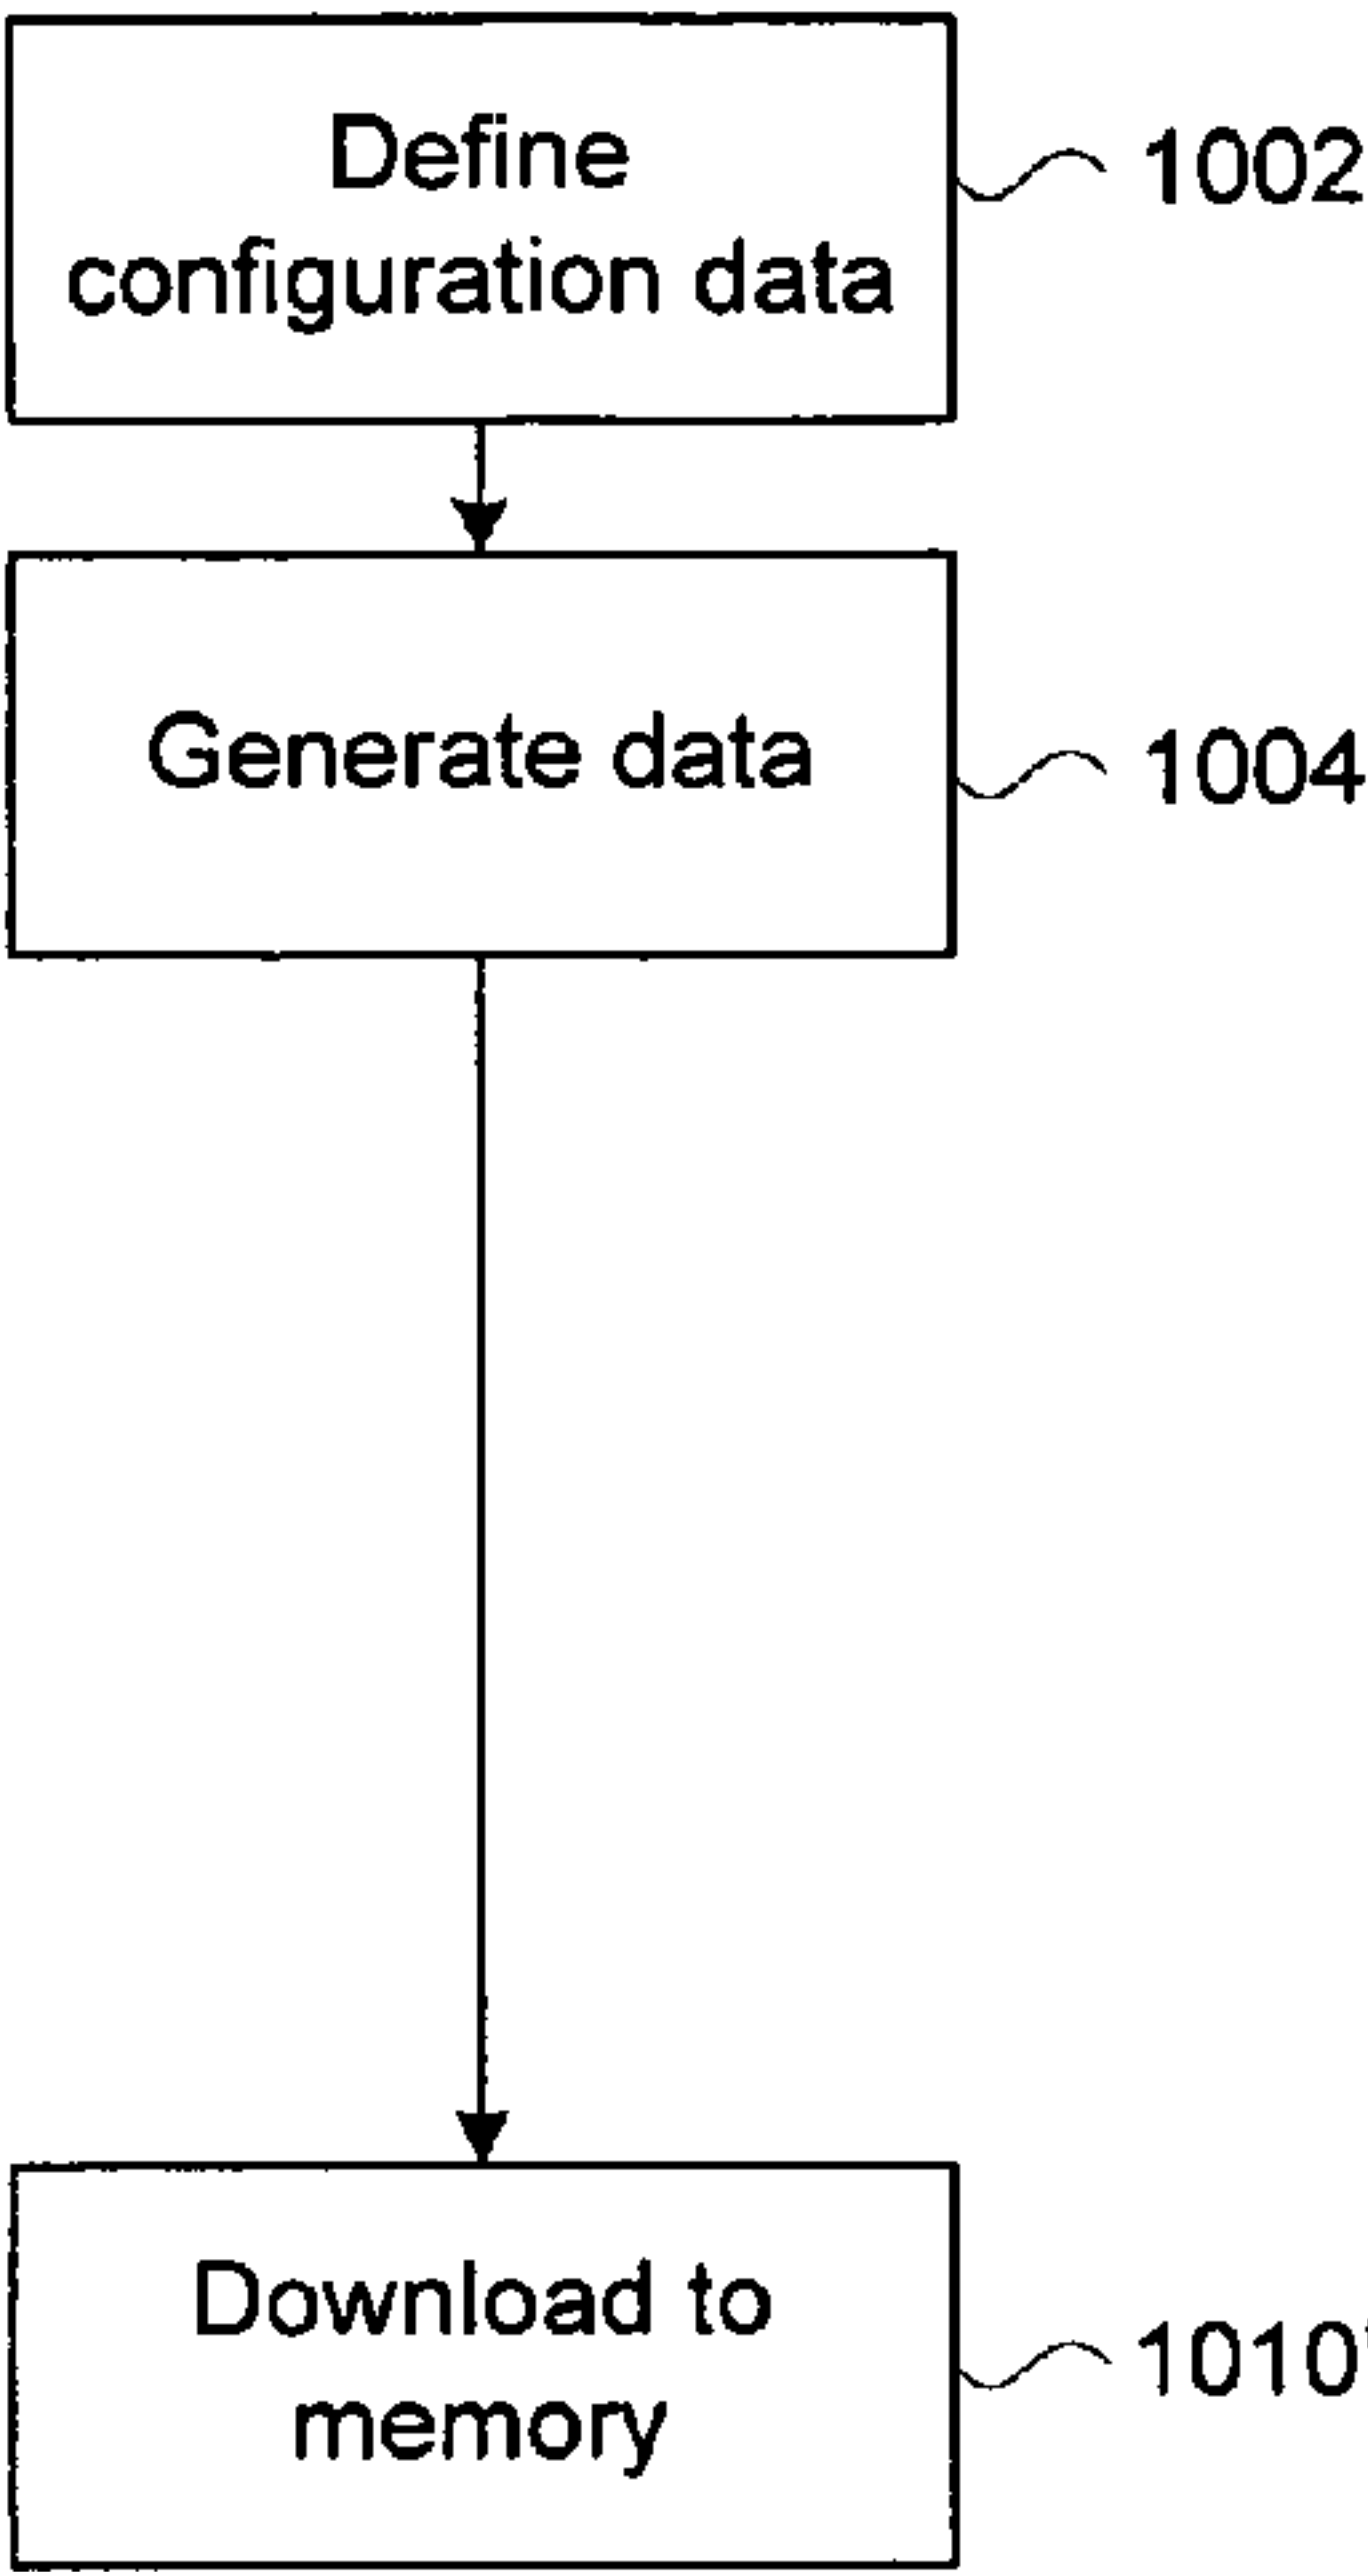 Define
configuration data
1002
Generate data
1004
Download to
memory
1010'